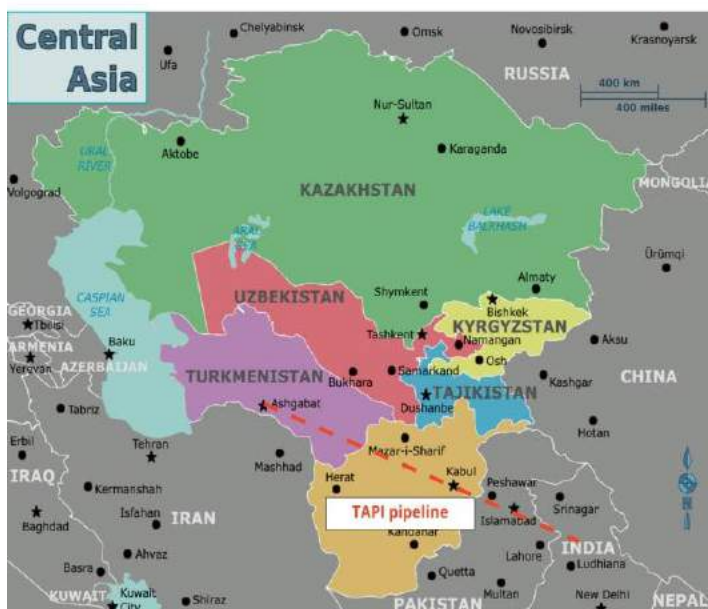 Central
Asia
Chelyabinsk
Omsk
Novosibirsk
Krasnoyarsk
Ufa
RUSSIA
400 km
400 miles
Nur-Sultan
URAL
RIVER
Aktobe
Karaganda
Volgograd
KAZAKHSTAN
MONGOLIA
ARAL
SEA
LAKE
BALKHASH
Ürümqi
CASPIAN
SEA
UZBEKISTAN
Shymkent
Almaty
Bishkek
GEORGIA
Tbilisi
Tashkent
KYRGYZSTAN
Namangan
Aksu
ARMENIA
Baku
Yerevan
AZERBAIJAN
TURKMENISTAN
Samarkand
Osh
Bukhara
TAJIKISTAN
Kashgar
CHINA
Tabriz
Ashgabat
Dushanbe
Hotan
Erbil
Tehran
Mashhad
Mazar-i-Sharif
IRAQ
Kermanshah
Herat
Kabul
Peshawar
Srinagar
Baghdad
Isfahan
IRAN
TAPI pipeline
Islamabad
N
Ahvaz
Kandahar
Lahore
INDIA
Basra
Quetta
Ludhiana
KUWAIT
Kuwait
City
Shiraz
PAKISTAN
Multan
New Delhi
NEPAL